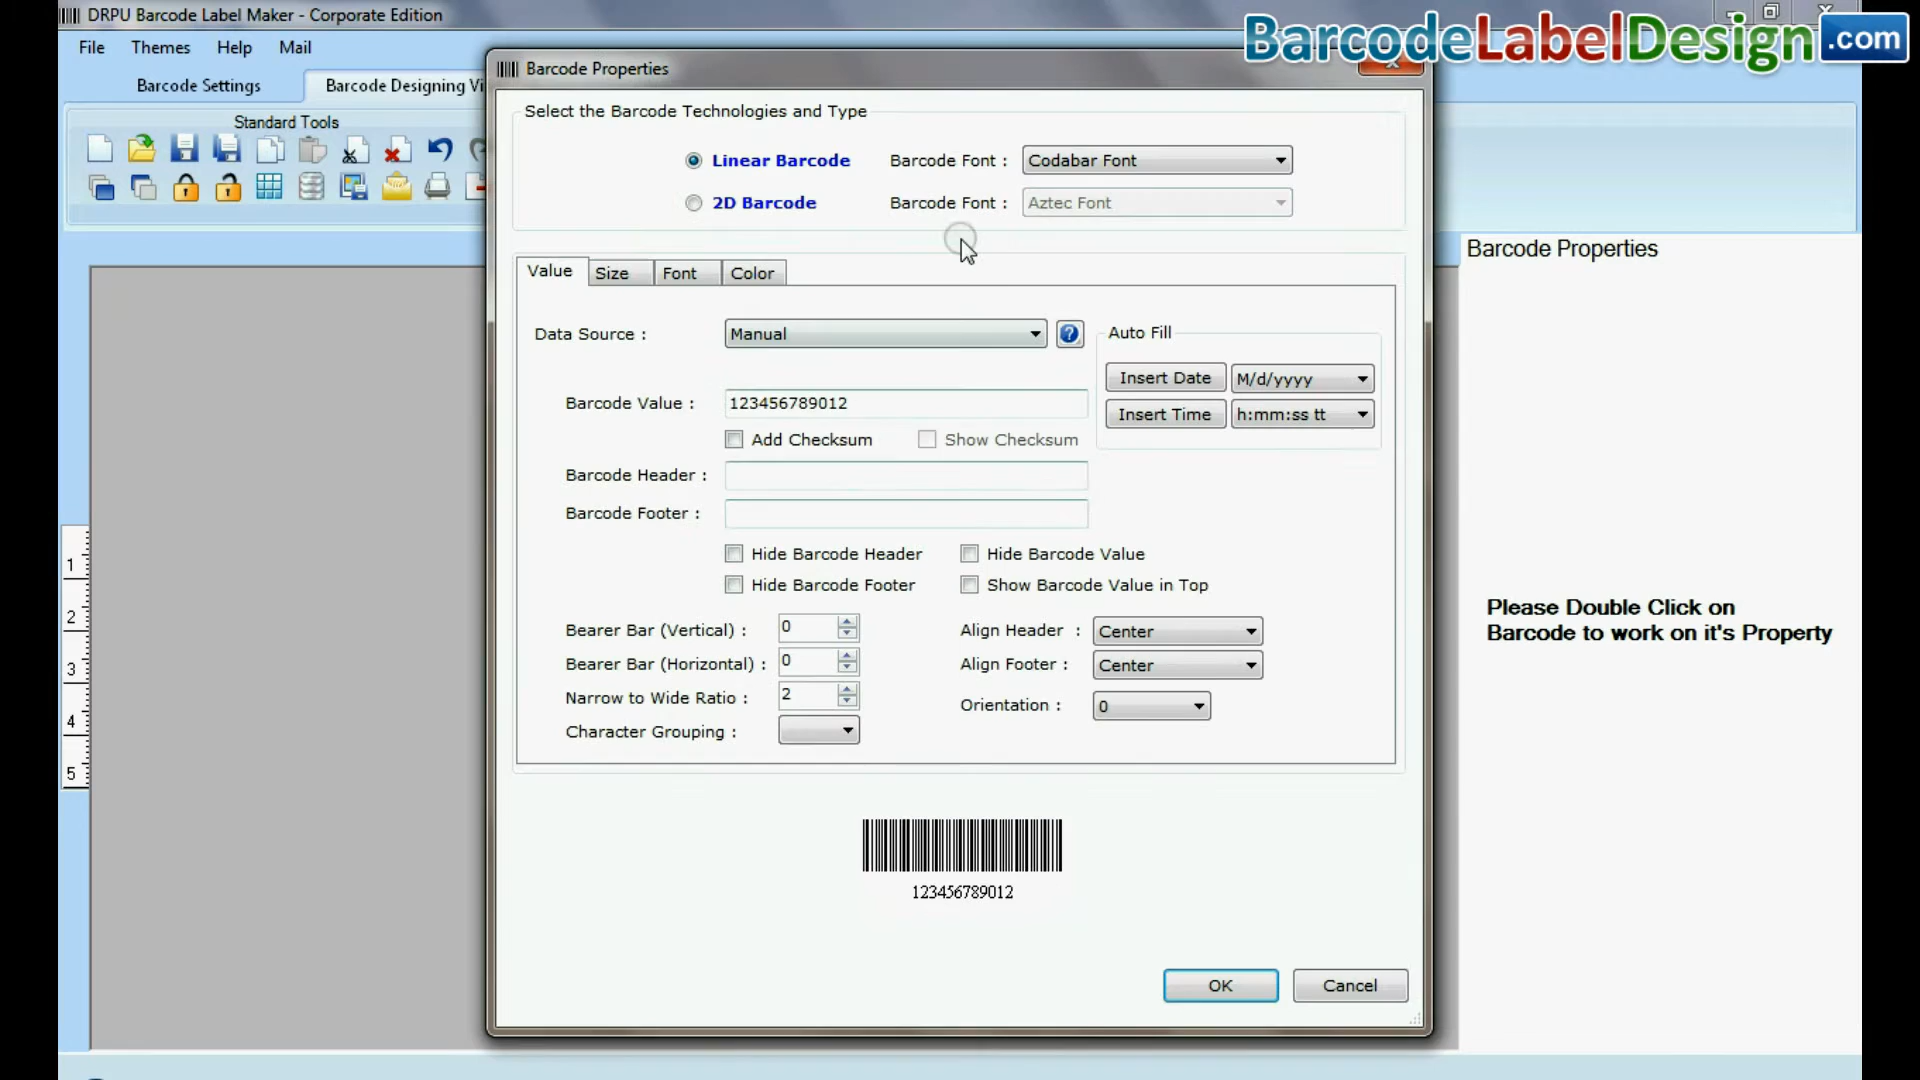 DRPU Barcode Label Maker - Corporate Edition
BarcodeLabelDesign.com
File Themes Help Mail
Barcode Properties
Barcode Settings Barcode Designing Vi
Standard Tools
Select the Barcode Technologies and Type
Linear Barcode Barcode Font : Codabar Font
2D Barcode Barcode Font : Aztec Font
Barcode Properties
Value Size Font Color
Data Source : Manual ? Auto Fill
Insert Date M/d/yyyy
Barcode Value : 123456789012
Insert Time h:mm:ss tt
Add Checksum Show Checksum
Barcode Header :
Barcode Footer :
Hide Barcode Header Hide Barcode Value
Hide Barcode Footer Show Barcode Value in Top
Bearer Bar (Vertical) : 0 Align Header : Center
Bearer Bar (Horizontal) : 0 Align Footer : Center
Narrow to Wide Ratio : 2 Orientation : 0
Character Grouping :
1
2
3
4
5
Please Double Click on
Barcode to work on it's Property
123456789012
OK Cancel